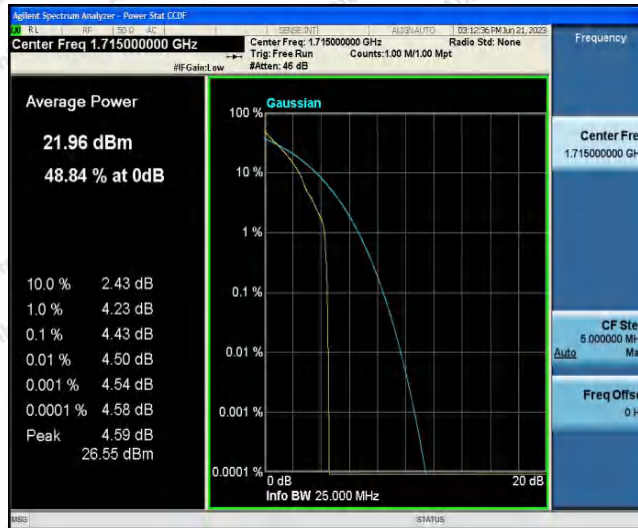 Agilent Spectrum Analyzer - Power Stat CCDF
RL RF 50 Ω AC SENSE:INT ALIGN AUTO 03:12:36 PM Jun 21, 2023
Center Freq 1.715000000 GHz
Center Freq: 1.715000000 GHz Radio Std: None
Trig: Free Run Counts:1.00 M/1.00 Mpt
#IFGain:Low #Atten: 46 dB
Frequency
Average Power
21.96 dBm
48.84 % at 0dB
10.0 % 2.43 dB
1.0 % 4.23 dB
0.1 % 4.43 dB
0.01 % 4.50 dB
0.001 % 4.54 dB
0.0001 % 4.58 dB
Peak 4.59 dB
26.55 dBm
Gaussian
100 %
10 %
1 %
0.1 %
0.01 %
0.001 %
0.0001 %
0 dB 20 dB
Info BW 25.000 MHz
Center Fre
1.715000000 GH
CF Ste
5.000000 MH
Auto Ma
Freq Offse
0 H
MSG STATUS